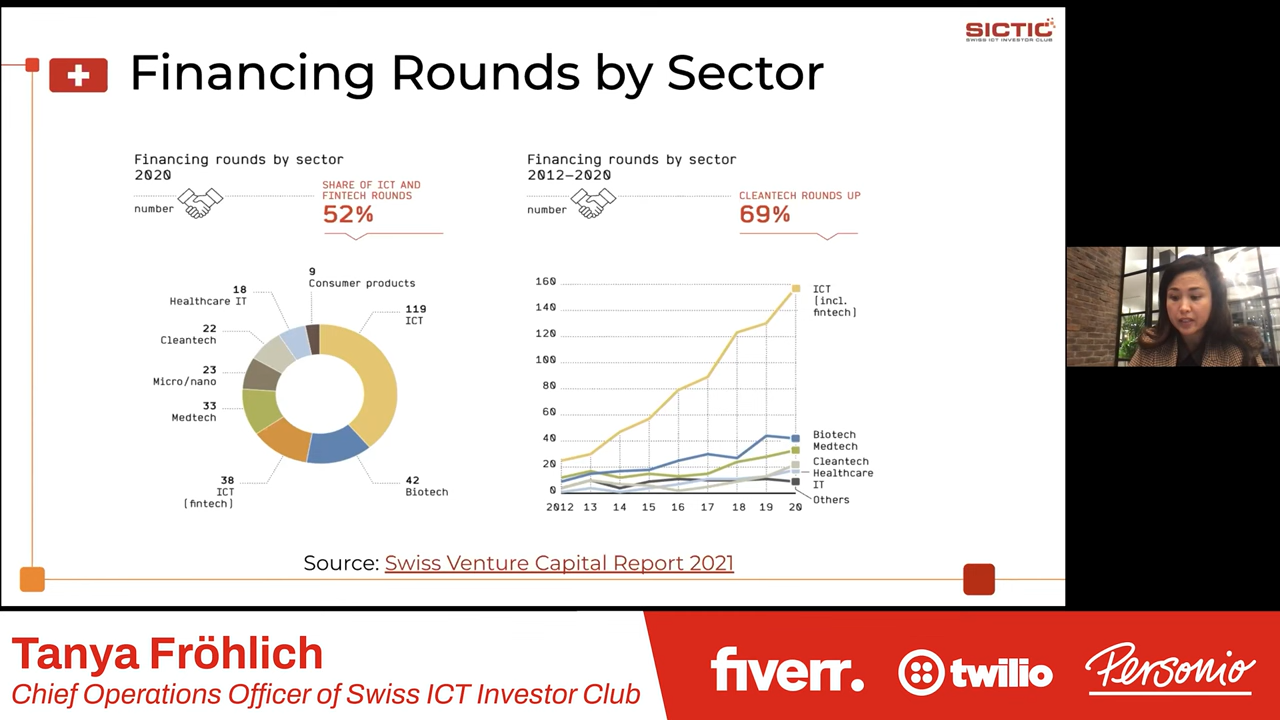 SICTIC
SWISS ICT INVESTOR CLUB
Financing Rounds by Sector
Financing rounds by sector
2020
number
SHARE OF ICT AND
FINTECH ROUNDS
52%
9
Consumer products
18
Healthcare IT
119
ICT
22
Cleantech
23
Micro/nano
33
Medtech
38
ICT
[fintech]
42
Biotech
Financing rounds by sector
2012–2020
number
CLEANTECH ROUNDS UP
69%
160
140
120
100
80
60
40
20
0
2012 13 14 15 16 17 18 19 20
ICT
[incl.
fintech]
Biotech
Medtech
Cleantech
Healthcare
IT
Others
Source: Swiss Venture Capital Report 2021
Tanya Fröhlich
Chief Operations Officer of Swiss ICT Investor Club
fiverr.
twilio
Personio